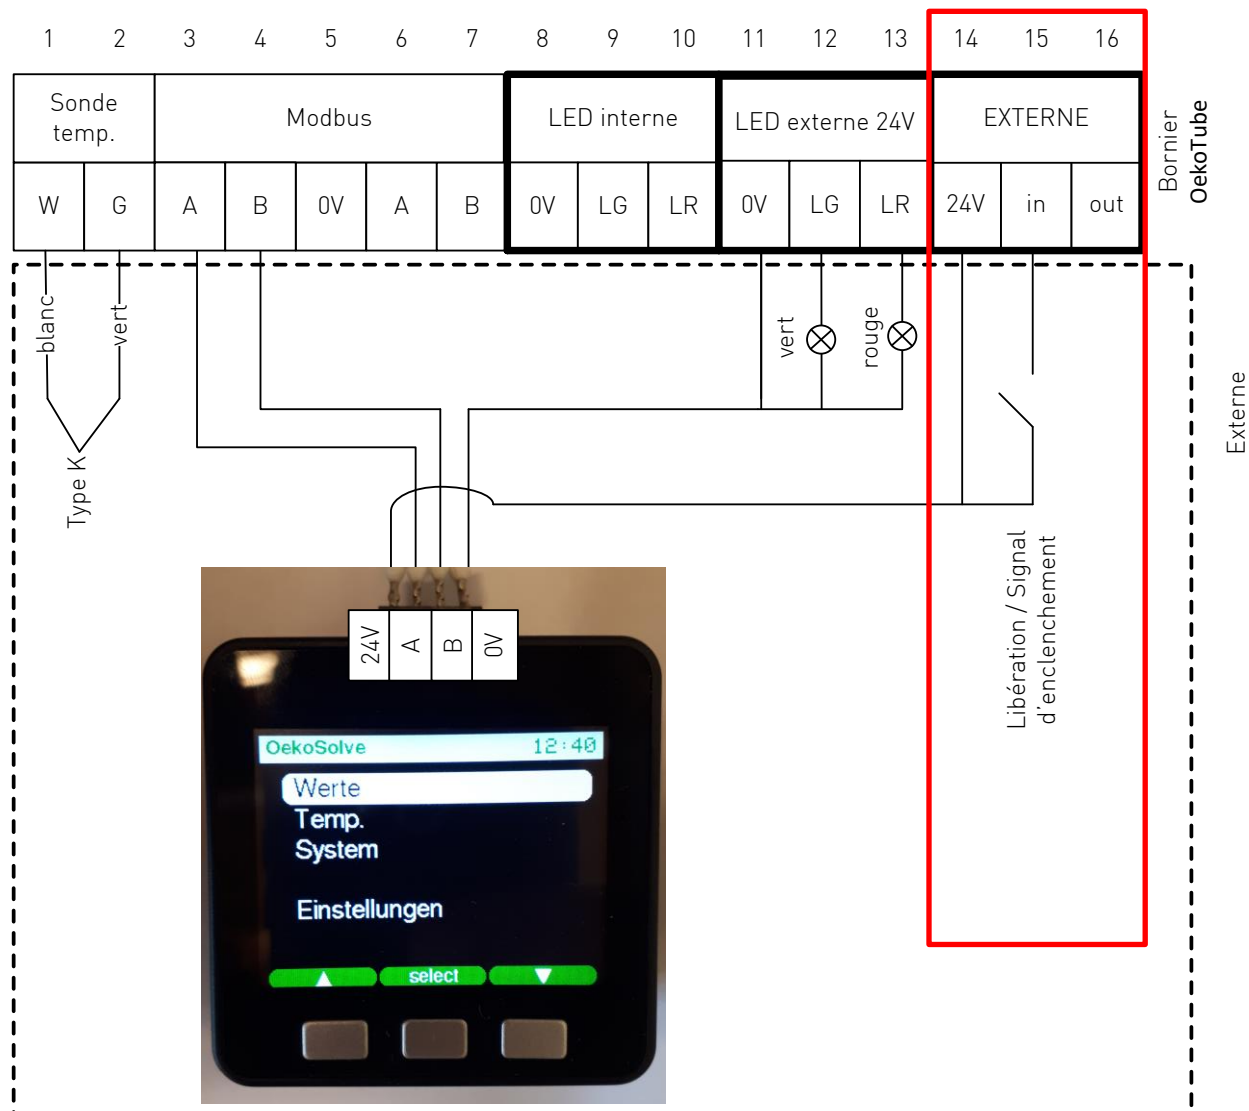 1 2 3 4 5 6 7 8 9 10 11 12 13 14 15 16
Sonde
temp.
Modbus
LED interne
LED externe 24V
EXTERNE
W G A B 0V A B 0V LG LR 0V LG LR 24V in out
Bornier
OekoTube
Externe
blanc
vert
Type K
vert
rouge
Libération / Signal
d'enclenchement
24V A B 0V
OekoSolve 12:40
Werte
Temp.
System
Einstellungen
select